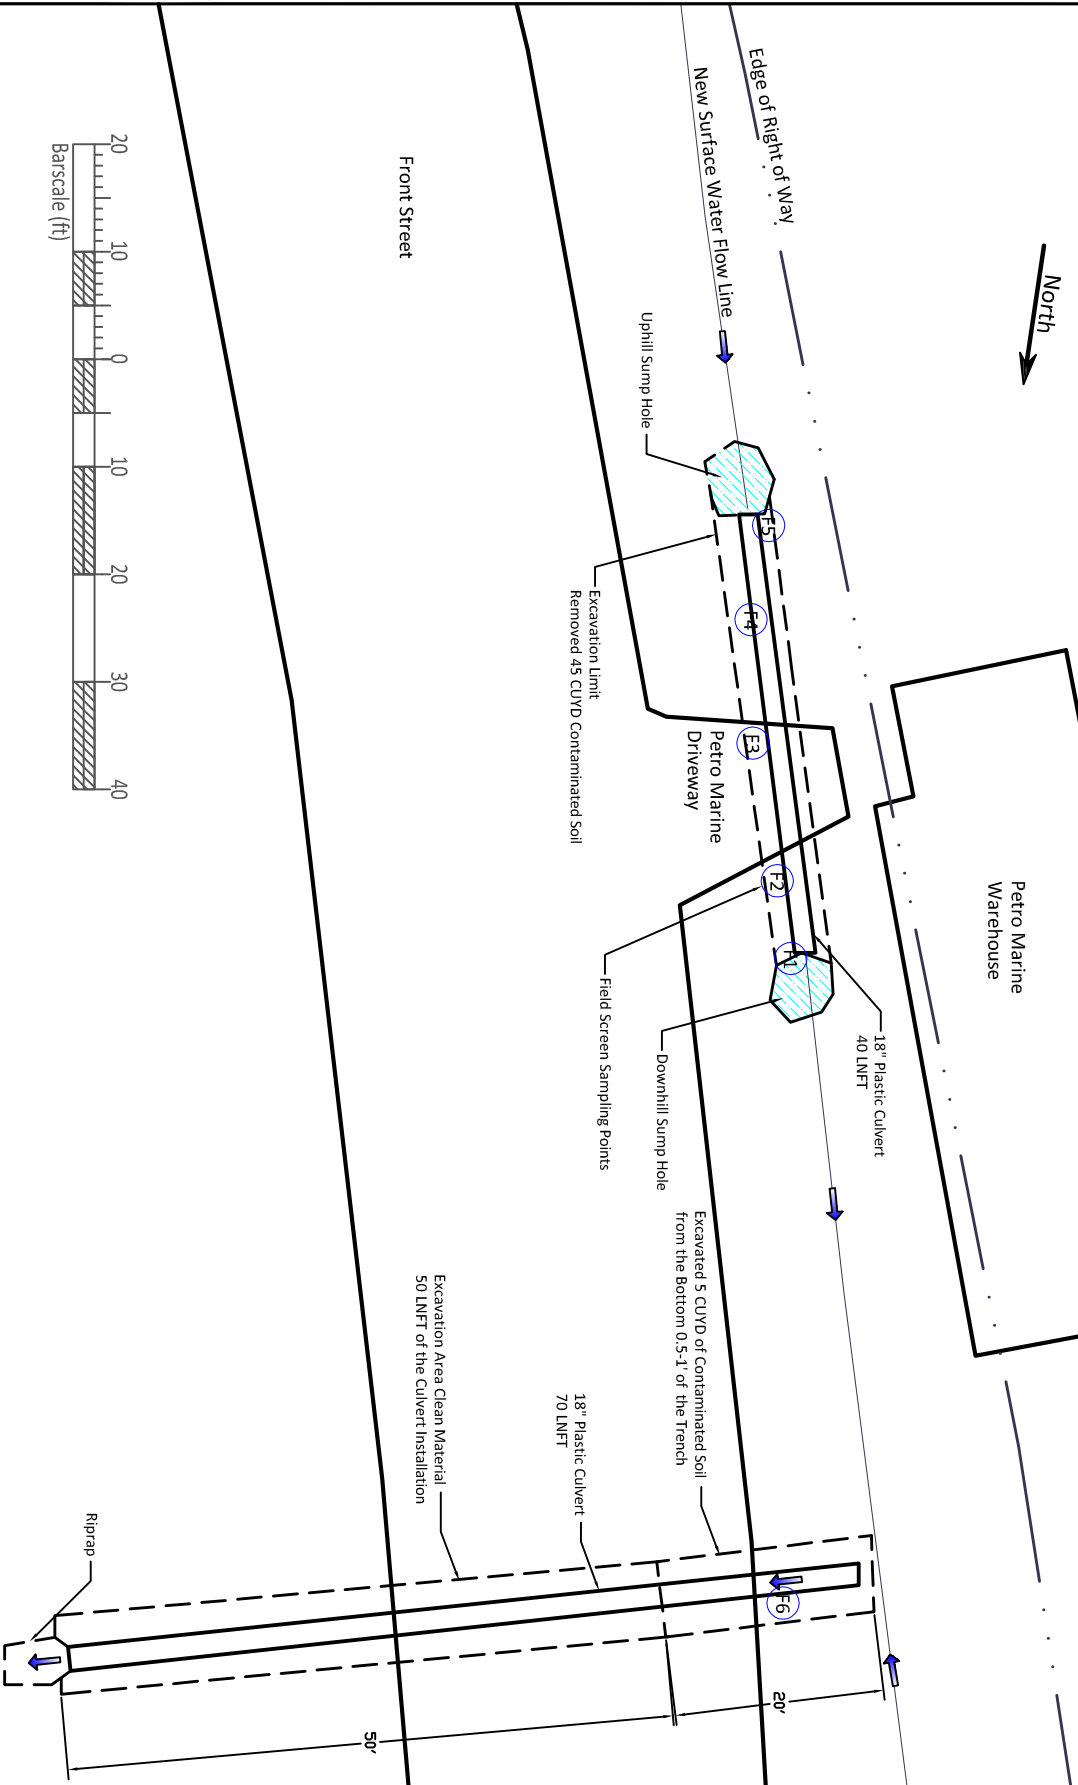 North
Edge of Right of Way
New Surface Water Flow Line
Front Street
20
10
0
10
20
30
40
Barscale (ft)
Uphill Sump Hole
F5
F4
F3
F2
F1
Excavation Limit
Removed 45 CUYD Contaminated Soil
Petro Marine
Driveway
Petro Marine
Warehouse
18" Plastic Culvert
40 LNFT
Field Screen Sampling Points
Downhill Sump Hole
Excavated 5 CUYD of Contaminated Soil
from the Bottom 0.5-1' of the Trench
Excavation Area Clean Material
50 LNFT of the Culvert Installation
18" Plastic Culvert
70 LNFT
F6
Riprap
20'
50'